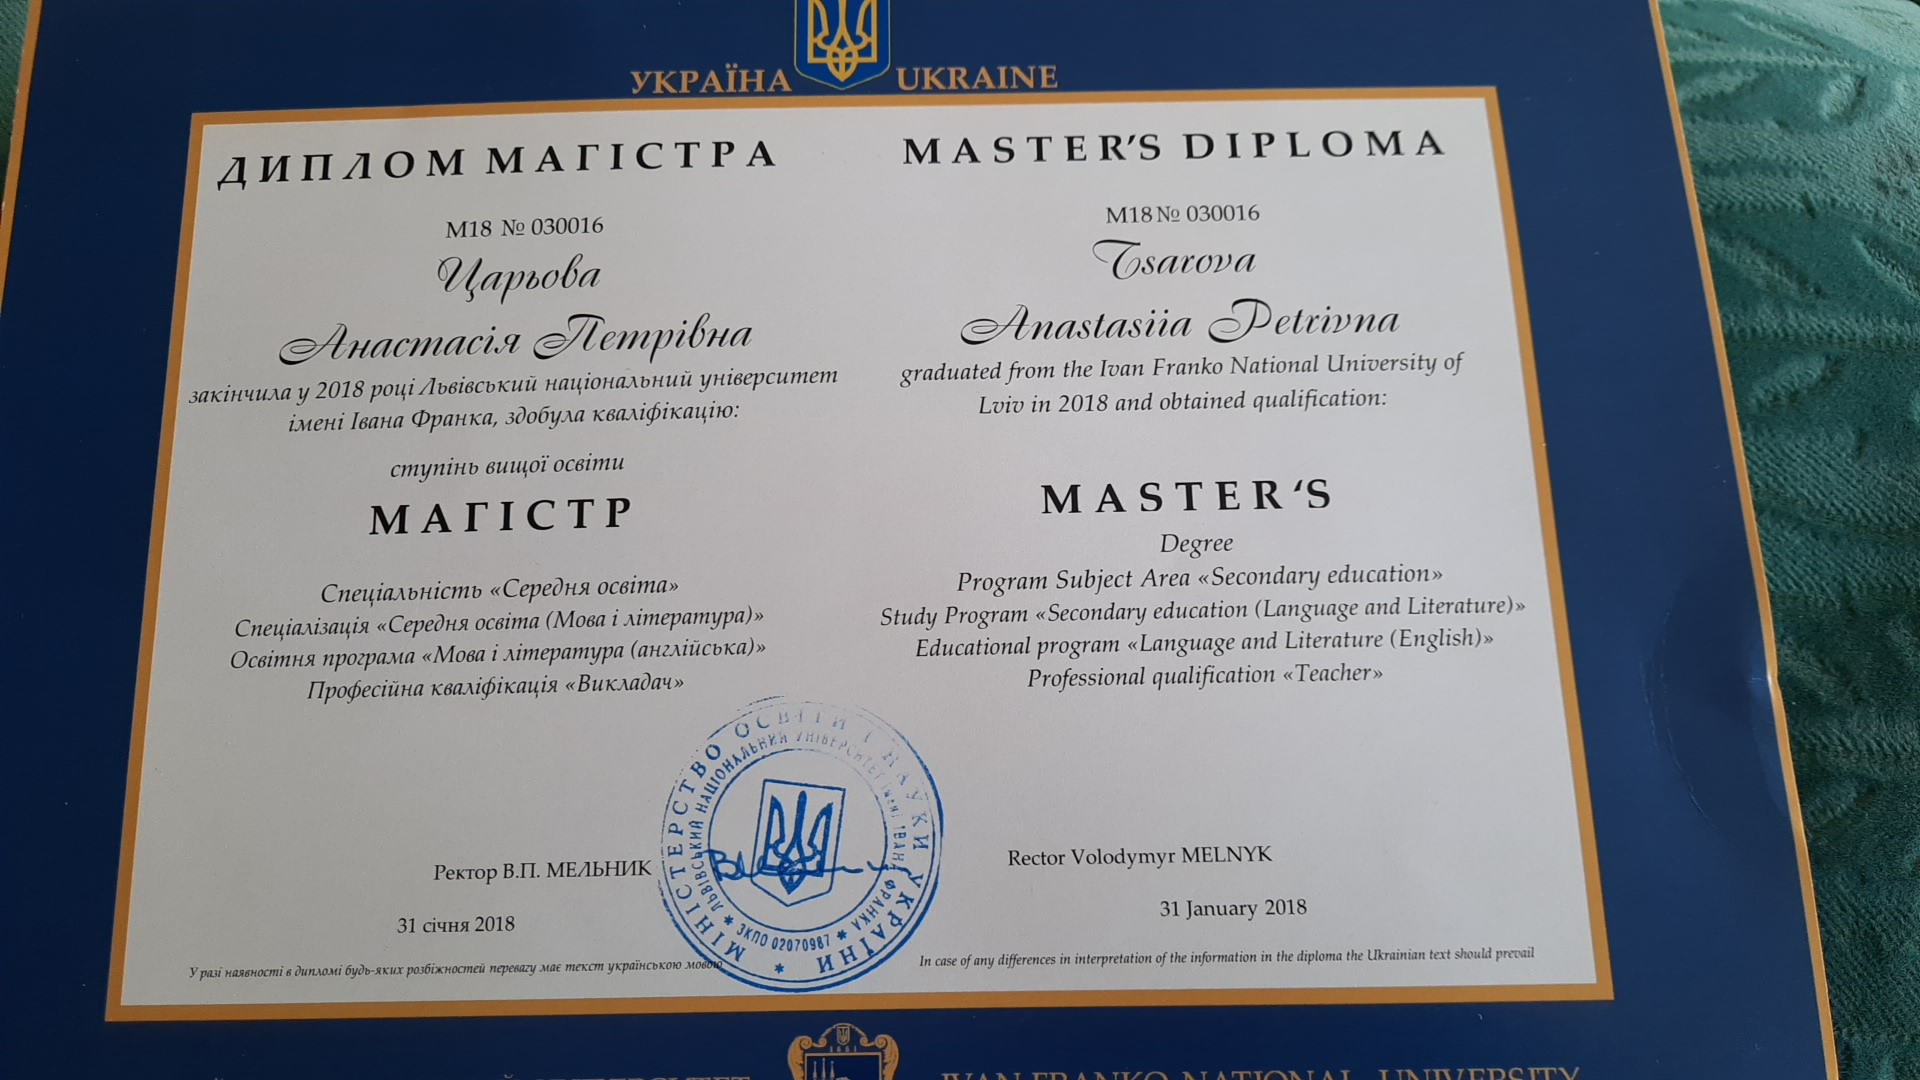 УКРАЇНА UKRAINE
ДИПЛОМ МАГІСТРА
М18 № 030016
Царьова
Анастасія Петрівна
закінчила у 2018 році Львівський національний університет
імені Івана Франка, здобула кваліфікацію:
ступінь вищої освіти
МАГІСТР
Спеціальність «Середня освіта»
Спеціалізація «Середня освіта (Мова і література)»
Освітня програма «Мова і література (англійська)»
Професійна кваліфікація «Викладач»
Ректор В.П. МЕЛЬНИК
31 січня 2018
У разі наявності в дипломі будь-яких розбіжностей перевагу має текст українською мовою
MASTER'S DIPLOMA
M18 № 030016
Tsarova
Anastasiia Petrivna
graduated from the Ivan Franko National University of
Lviv in 2018 and obtained qualification:
MASTER‘S
Degree
Program Subject Area «Secondary education»
Study Program «Secondary education (Language and Literature)»
Educational program «Language and Literature (English)»
Professional qualification «Teacher»
Rector Volodymyr MELNYK
31 January 2018
In case of any differences in interpretation of the information in the diploma the Ukrainian text should prevail
МІНІСТЕРСТВО ОСВІТИ І НАУКИ УКРАЇНИ
ЛЬВІВСЬКИЙ НАЦІОНАЛЬНИЙ УНІВЕРСИТЕТ імені ІВАНА ФРАНКА
ЗКПО 02070987
1661
IVAN FRANKO NATIONAL UNIVERSITY